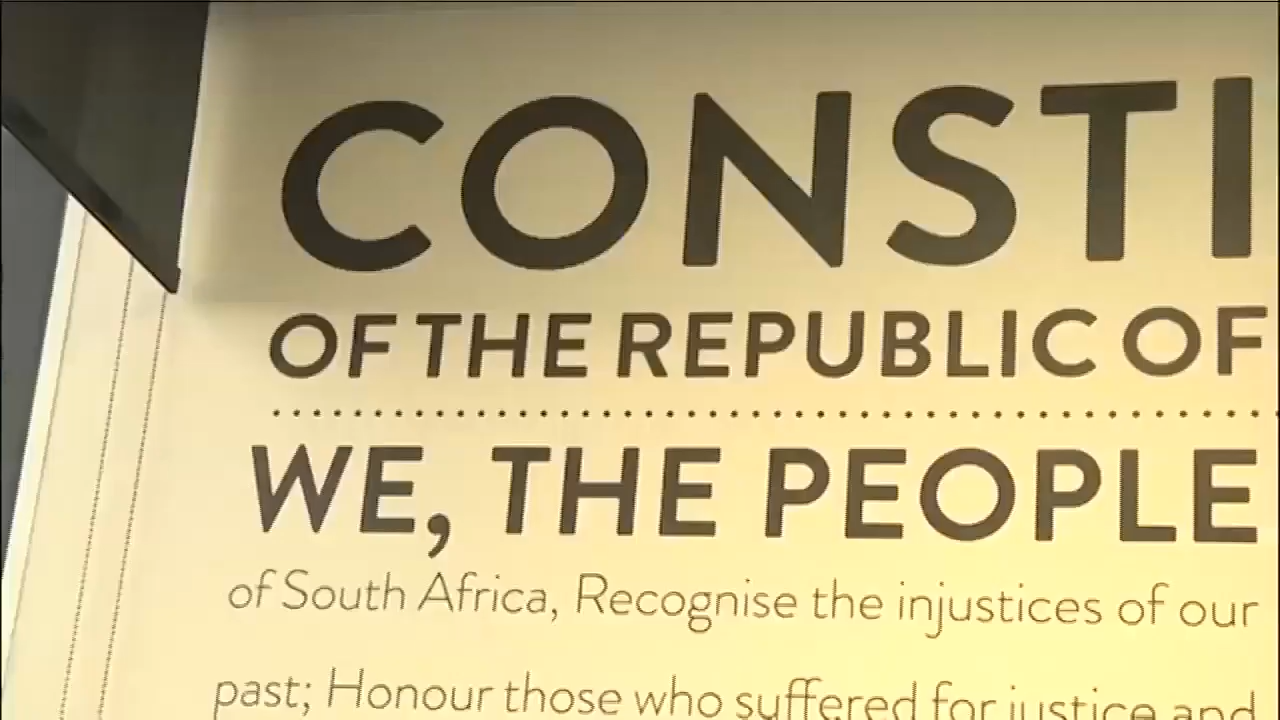 CONSTI
OF THE REPUBLIC OF
WE, THE PEOPLE
of South Africa, Recognise the injustices of our
past; Honour those who suffered for justice and